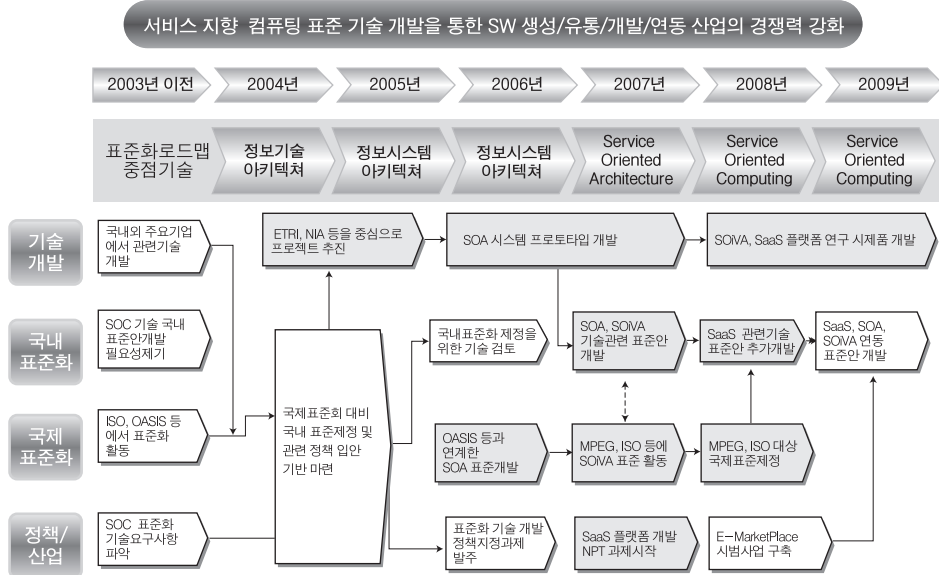 서비스 지향 컴퓨팅 표준 기술 개발을 통한 SW 생성/유통/개발/연동 산업의 경쟁력 강화
2003년 이전
2004년
2005년
2006년
2007년
2008년
2009년
표준화로드맵
중점기술
정보기술
아키텍쳐
정보시스템
아키텍쳐
정보시스템
아키텍쳐
Service
Oriented
Architecture
Service
Oriented
Computing
Service
Oriented
Computing
기술
개발
국내외 주요기업
에서 관련기술
개발
ETRI, NIA 등을 중심으로
프로젝트 추진
SOA 시스템 프로토타입 개발
SOiVA, SaaS 플랫폼 연구 시제품 개발
국내
표준화
SOC 기술 국내
표준안개발
필요성제기
국내표준화 제정을
위한 기술 검토
SOA, SOiVA
기술관련 표준안
개발
SaaS 관련기술
표준안 추가개발
SaaS, SOA,
SOiVA 연동
표준안 개발
국제
표준화
ISO, OASIS 등
에서 표준화
활동
국제표준회 대비
국내 표준제정 및
관련 정책 입안
기반 마련
OASIS 등과
연계한
SOA 표준개발
MPEG, ISO 등에
SOiVA 표준 활동
MPEG, ISO 대상
국제표준제정
정책/
산업
SOC 표준화
기술요구사항
파악
표준화 기술 개발
정책지정과제
발주
SaaS 플랫폼 개발
NPT 과제시작
E-MarketPlace
시범사업 구축